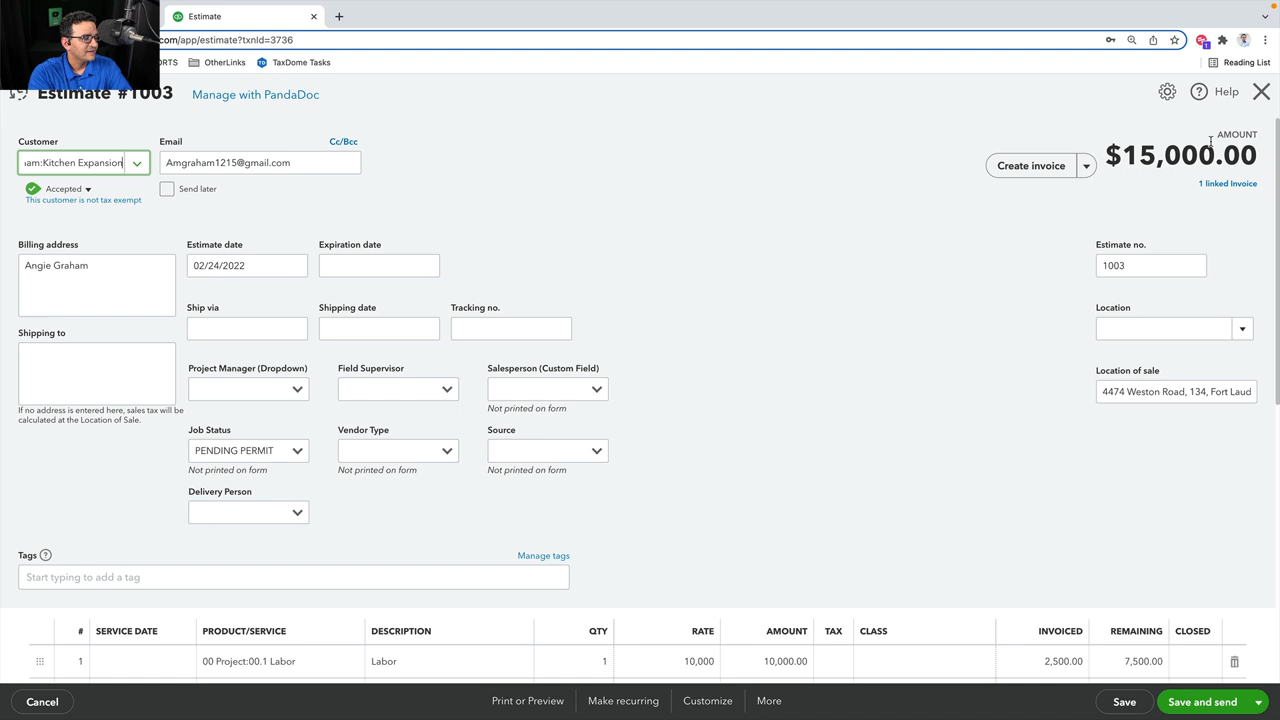 Estimate
com/app/estimate?txnId=3736
ORTS OtherLinks TaxDome Tasks Reading List
Estimate #1003 Manage with PandaDoc Help
Customer Email Cc/Bcc AMOUNT
am:Kitchen Expansion Amgraham1215@gmail.com Create invoice $15,000.00
Accepted Send later 1 linked Invoice
This customer is not tax exempt
Billing address Estimate date Expiration date Estimate no.
Angie Graham 02/24/2022 1003
Ship via Shipping date Tracking no. Location
Shipping to
Project Manager (Dropdown) Field Supervisor Salesperson (Custom Field) Location of sale
4474 Weston Road, 134, Fort Laud
Not printed on form
If no address is entered here, sales tax will be
calculated at the Location of Sale.
Job Status Vendor Type Source
PENDING PERMIT
Not printed on form Not printed on form Not printed on form
Delivery Person
Tags ? Manage tags
Start typing to add a tag
# SERVICE DATE PRODUCT/SERVICE DESCRIPTION QTY RATE AMOUNT TAX CLASS INVOICED REMAINING CLOSED
1 00 Project:00.1 Labor Labor 1 10,000 10,000.00 2,500.00 7,500.00
Cancel Print or Preview Make recurring Customize More Save Save and send